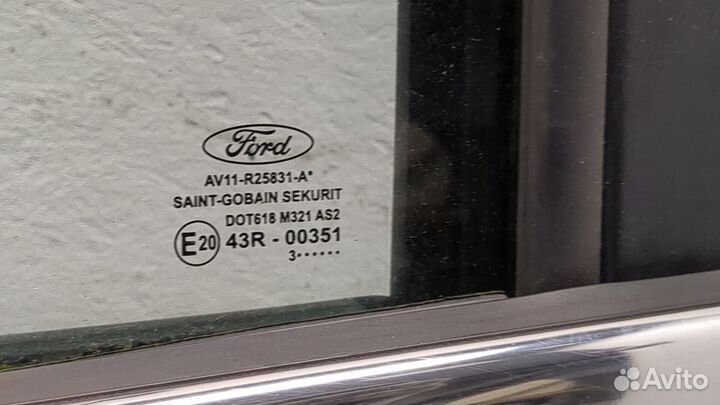 Ford
AV11-R25831-A*
SAINT-GOBAIN SEKURIT
DOT618 M321 AS2
E20 43R - 00351
3••••••
Avito